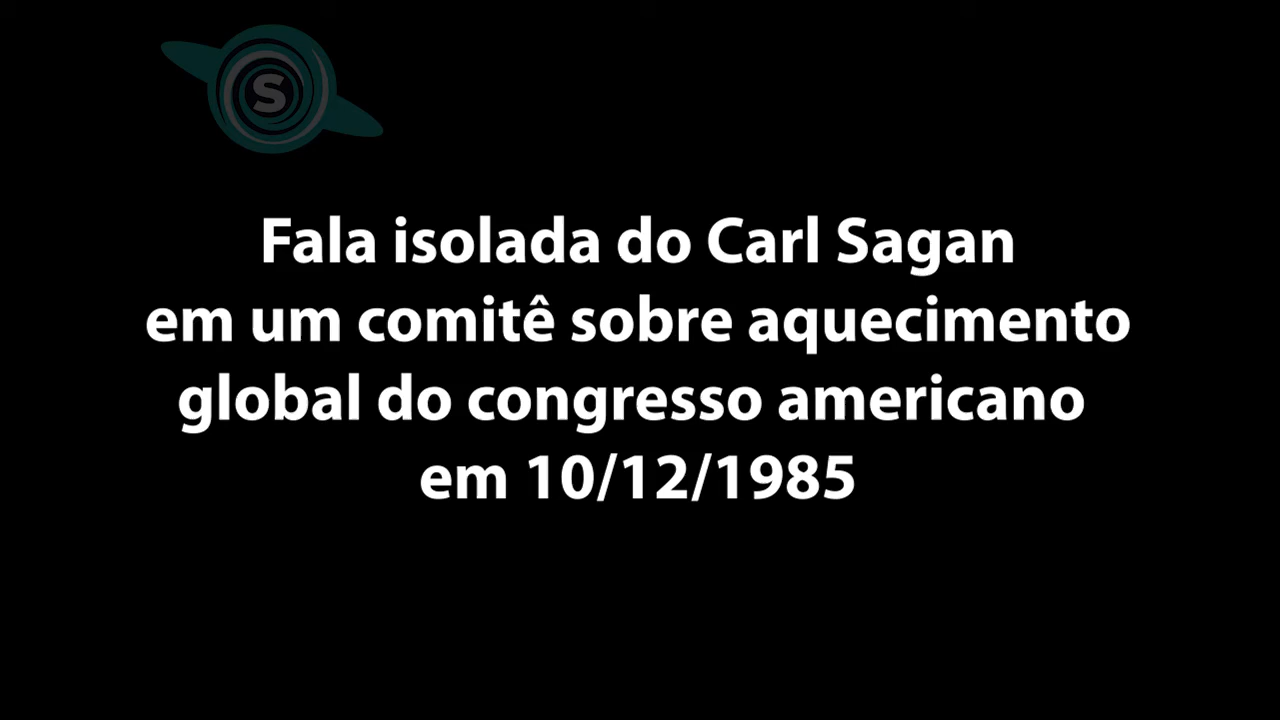 S
Fala isolada do Carl Sagan
em um comitê sobre aquecimento
global do congresso americano
em 10/12/1985